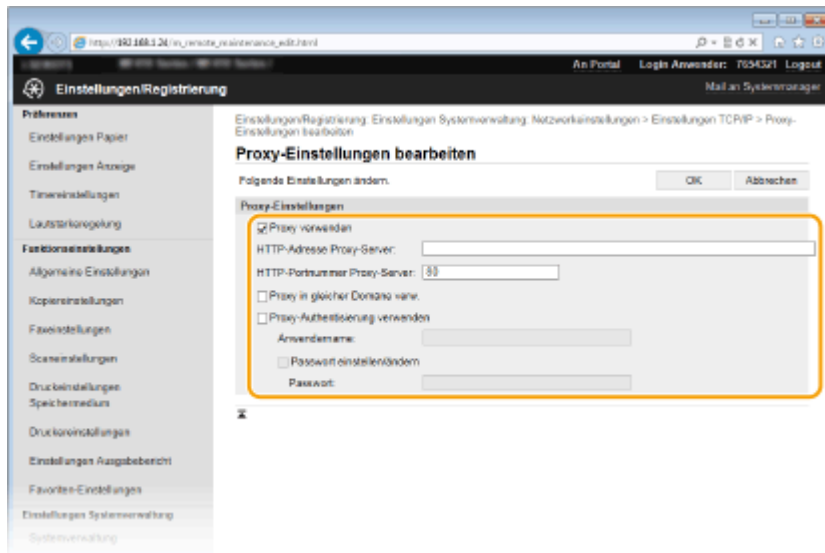 http://192.168.1.24/m_remote_maintenance_edit.html
An Portal Login Anwender: 7654321 Logout
Einstellungen/Registrierung
Mail an Systemmanager
Präferenzen
Einstellungen Papier
Einstellungen Anzeige
Timereinstellungen
Lautstärkeregelung
Funktionseinstellungen
Allgemeine Einstellungen
Kopiereinstellungen
Faxeinstellungen
Scaneinstellungen
Druckeinstellungen
Speichermedium
Druckereinstellungen
Einstellungen Ausgabebericht
Favoriten-Einstellungen
Einstellungen Systemverwaltung
Systemverwaltung
Einstellungen/Registrierung: Einstellungen Systemverwaltung: Netzwerkeinstellungen > Einstellungen TCP/IP > Proxy-
Einstellungen bearbeiten
Proxy-Einstellungen bearbeiten
Folgende Einstellungen ändern.
OK Abbrechen
Proxy-Einstellungen
Proxy verwenden
HTTP-Adresse Proxy-Server:
HTTP-Portnummer Proxy-Server: 80
Proxy in gleicher Domäne verw.
Proxy-Authentisierung verwenden
Anwendername:
Passwort einstellen/ändern
Passwort: